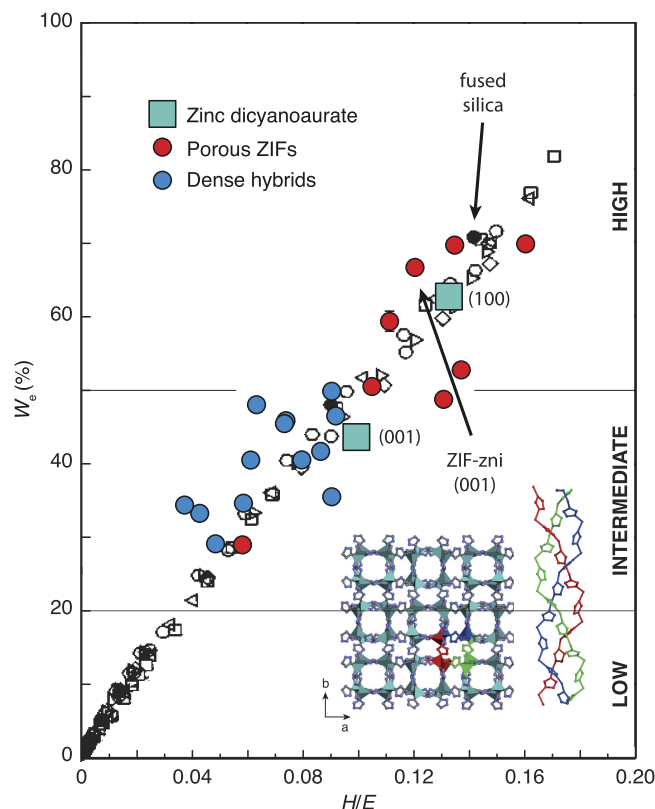 100
80
60
40
20
0
We (%)
Zinc dicyanoaurate
Porous ZIFs
Dense hybrids
fused
silica
(100)
(001)
ZIF-zni
(001)
HIGH
INTERMEDIATE
LOW
b
a
0
0.04
0.08
0.12
0.16
0.20
H/E